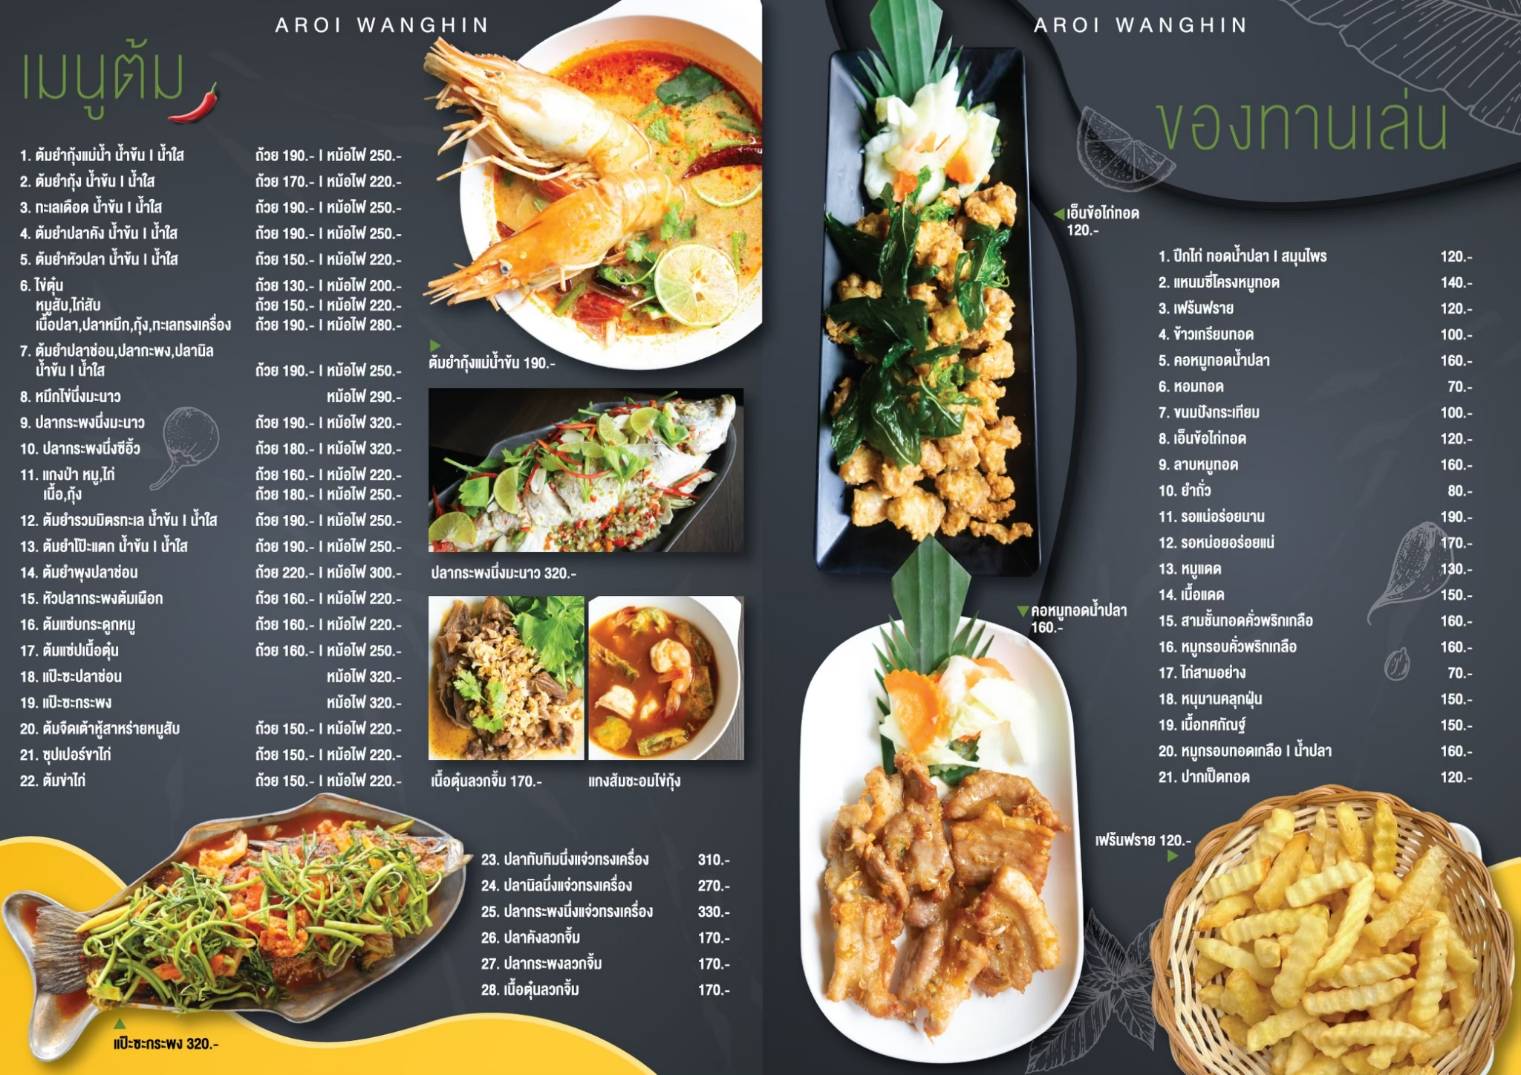 AROI WANGHIN
เมนูต้ม
1. ต้มยำกุ้งแม่น้ำ น้ำข้น I น้ำใส ถ้วย 190.- I หม้อไฟ 250.-
2. ต้มยำกุ้ง น้ำข้น I น้ำใส ถ้วย 170.- I หม้อไฟ 220.-
3. ทะเลเดือด น้ำข้น I น้ำใส ถ้วย 190.- I หม้อไฟ 250.-
4. ต้มยำปลาคัง น้ำข้น I น้ำใส ถ้วย 190.- I หม้อไฟ 250.-
5. ต้มยำหัวปลา น้ำข้น I น้ำใส ถ้วย 150.- I หม้อไฟ 220.-
6. ไข่ตุ๋น ถ้วย 130.- I หม้อไฟ 200.-
หมูสับ,ไก่สับ ถ้วย 150.- I หม้อไฟ 220.-
เนื้อปลา,ปลาหมึก,กุ้ง,ทะเลทรงเครื่อง ถ้วย 190.- I หม้อไฟ 280.-
7. ต้มยำปลาช่อน,ปลากะพง,ปลานิล
น้ำข้น I น้ำใส ถ้วย 190.- I หม้อไฟ 250.-
8. หมึกไข่นึ่งมะนาว หม้อไฟ 290.-
9. ปลากระพงนึ่งมะนาว ถ้วย 190.- I หม้อไฟ 320.-
10. ปลากระพงนึ่งซีอิ้ว ถ้วย 180.- I หม้อไฟ 320.-
11. แกงป่า หมู,ไก่ ถ้วย 160.- I หม้อไฟ 220.-
เนื้อ,กุ้ง ถ้วย 180.- I หม้อไฟ 250.-
12. ต้มยำรวมมิตรทะเล น้ำข้น I น้ำใส ถ้วย 190.- I หม้อไฟ 250.-
13. ต้มยำโป๊ะแตก น้ำข้น I น้ำใส ถ้วย 190.- I หม้อไฟ 250.-
14. ต้มยำพุงปลาช่อน ถ้วย 220.- I หม้อไฟ 300.-
15. หัวปลากระพงต้มเผือก ถ้วย 160.- I หม้อไฟ 220.-
16. ต้มแซ่บกระดูกหมู ถ้วย 160.- I หม้อไฟ 220.-
17. ต้มแซ่ปเนื้อตุ๋น ถ้วย 160.- I หม้อไฟ 250.-
18. แป๊ะซะปลาช่อน หม้อไฟ 320.-
19. แป๊ะซะกระพง หม้อไฟ 320.-
20. ต้มจืดเต้าหู้สาหร่ายหมูสับ ถ้วย 150.- I หม้อไฟ 220.-
21. ซุปเปอร์ขาไก่ ถ้วย 150.- I หม้อไฟ 220.-
22. ต้มข่าไก่ ถ้วย 150.- I หม้อไฟ 220.-
ต้มยำกุ้งแม่น้ำข้น 190.-
ปลากระพงนึ่งมะนาว 320.-
เนื้อตุ๋นลวกจิ้ม 170.-
แกงส้มชะอมไข่กุ้ง
23. ปลาทับทิมนึ่งแจ่วทรงเครื่อง 310.-
24. ปลานิลนึ่งแจ่วทรงเครื่อง 270.-
25. ปลากระพงนึ่งแจ่วทรงเครื่อง 330.-
26. ปลาคังลวกจิ้ม 170.-
27. ปลากระพงลวกจิ้ม 170.-
28. เนื้อตุ๋นลวกจิ้ม 170.-
แป๊ะซะกระพง 320.-
AROI WANGHIN
ของทานเล่น
เอ็นข้อไก่ทอด
120.-
1. ปีกไก่ ทอดน้ำปลา I สมุนไพร 120.-
2. แหนมซี่โครงหมูทอด 140.-
3. เฟร้นฟราย 120.-
4. ข้าวเกรียบทอด 100.-
5. คอหมูทอดน้ำปลา 160.-
6. หอมทอด 70.-
7. ขนมปังกระเทียม 100.-
8. เอ็นข้อไก่ทอด 120.-
9. ลาบหมูทอด 160.-
10. ยำถั่ว 80.-
11. รอแน่อร่อยนาน 190.-
12. รอหน่อยอร่อยแน่ 170.-
13. หมูแดด 130.-
14. เนื้อแดด 150.-
15. สามชั้นทอดคั่วพริกเกลือ 160.-
16. หมูกรอบคั่วพริกเกลือ 160.-
17. ไก่สามอย่าง 70.-
18. หนุมานคลุกฝุ่น 150.-
19. เนื้อทศกัณฐ์ 150.-
20. หมูกรอบทอดเกลือ I น้ำปลา 160.-
21. ปากเป็ดทอด 120.-
คอหมูทอดน้ำปลา
160.-
เฟร้นฟราย 120.-